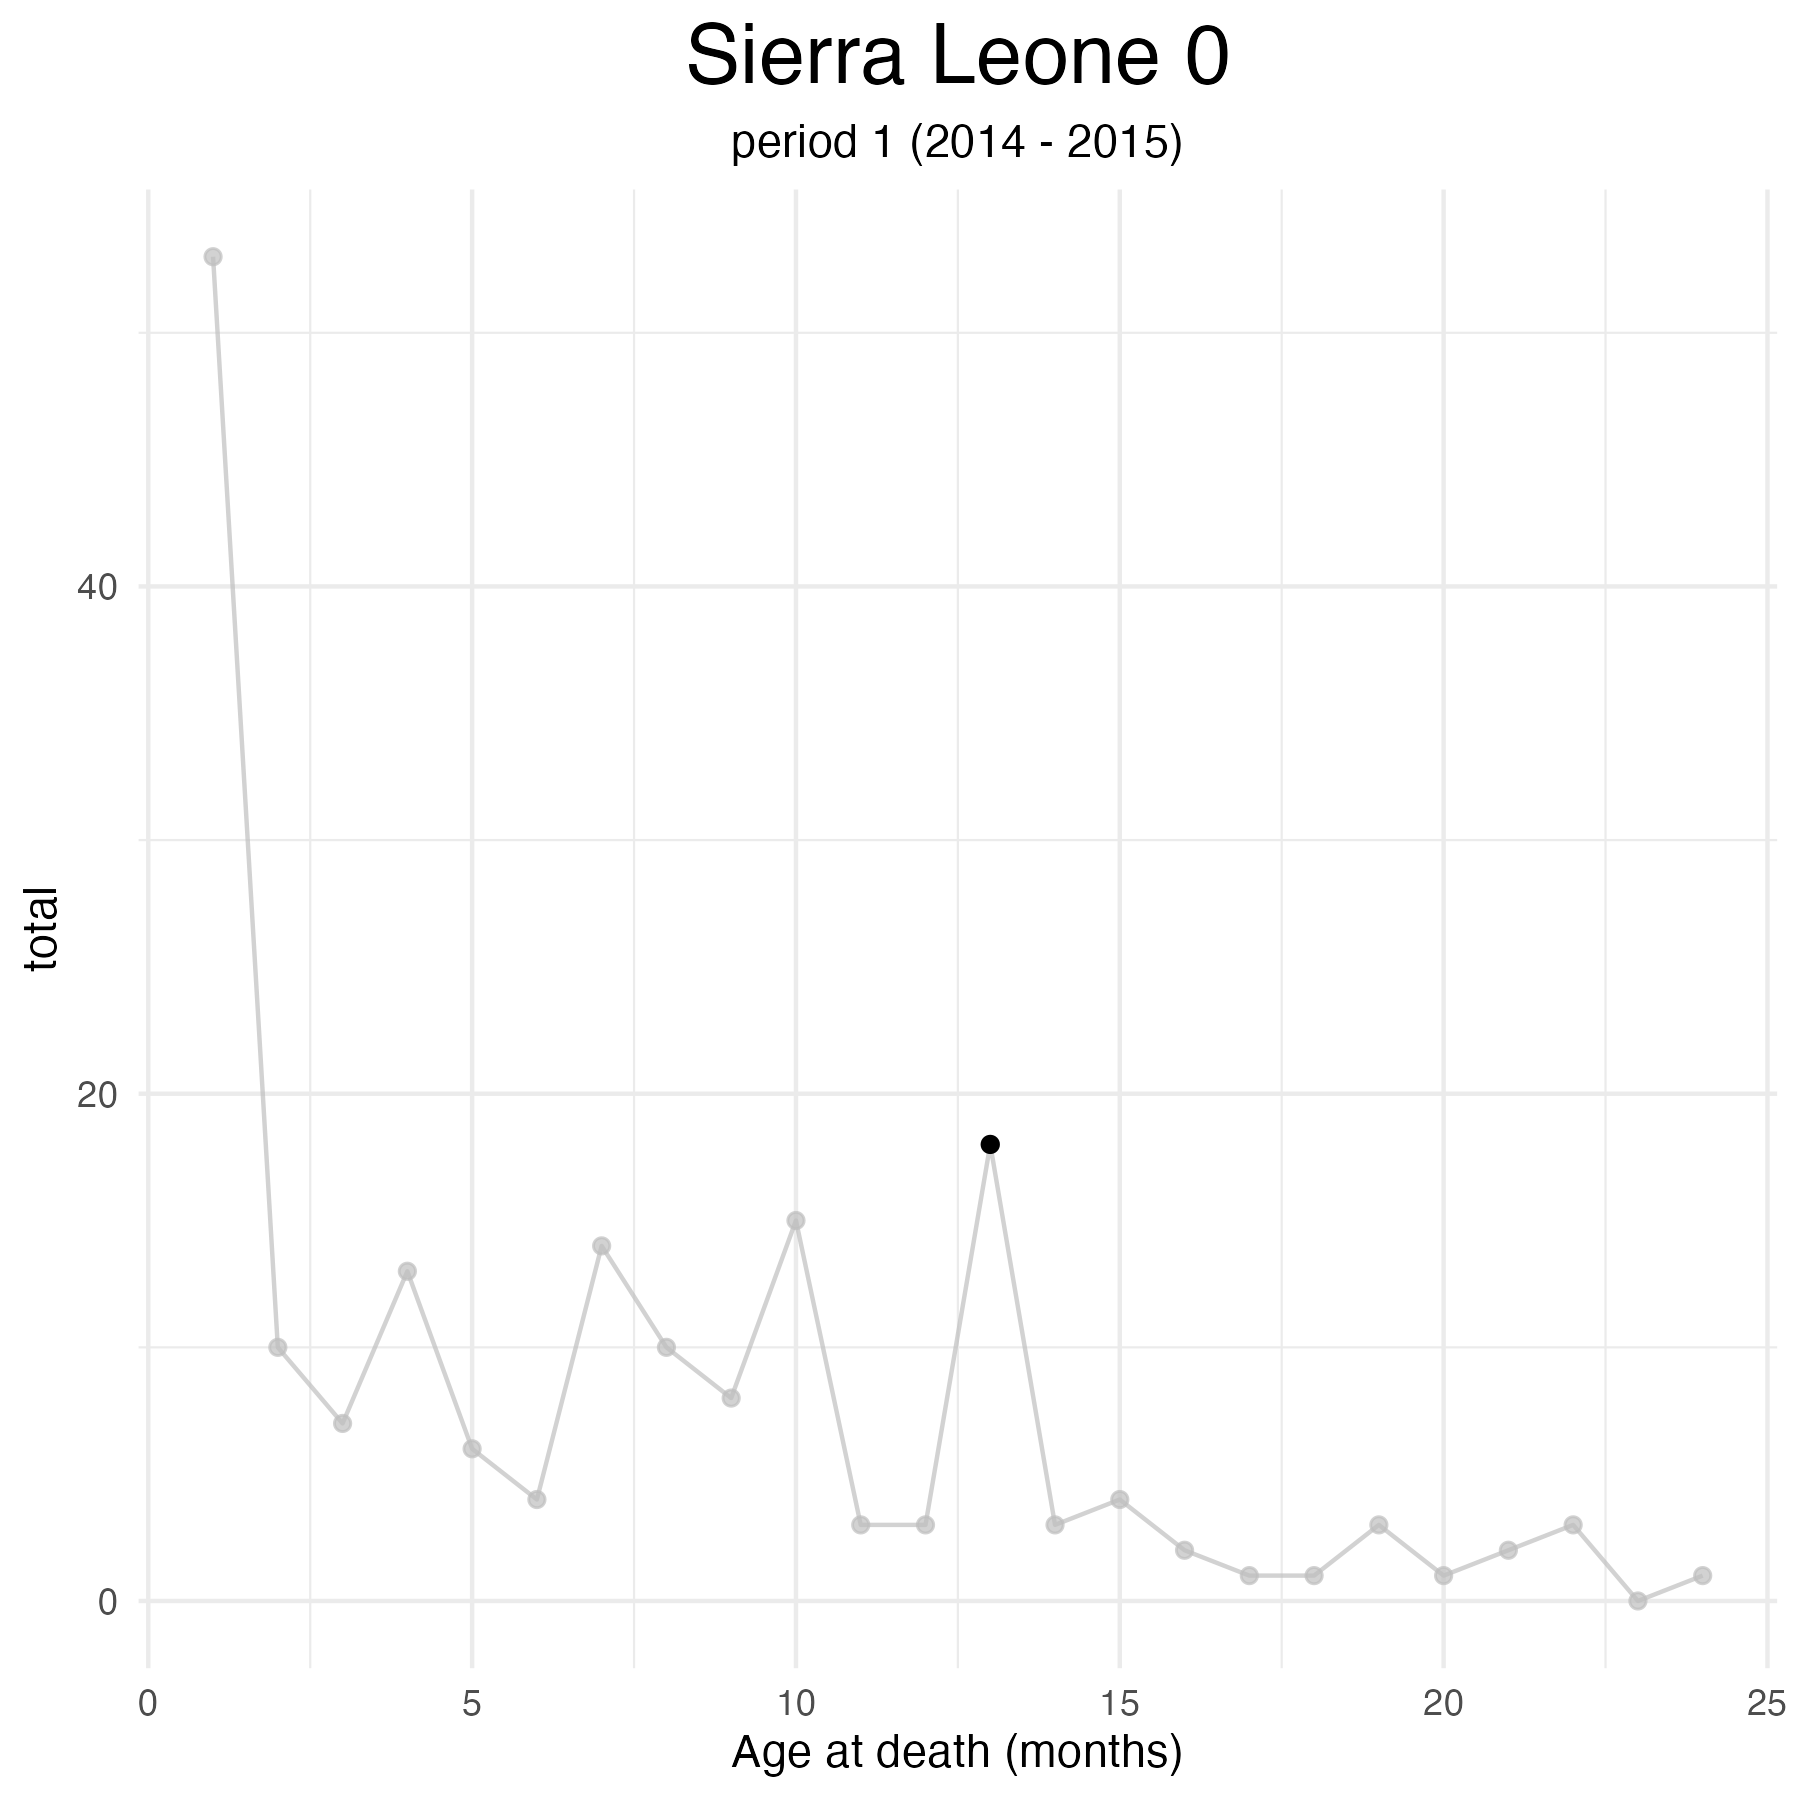 Sierra Leone 0
period 1 (2014 - 2015)
total
40
20
0
0 5 10 15 20 25
Age at death (months)